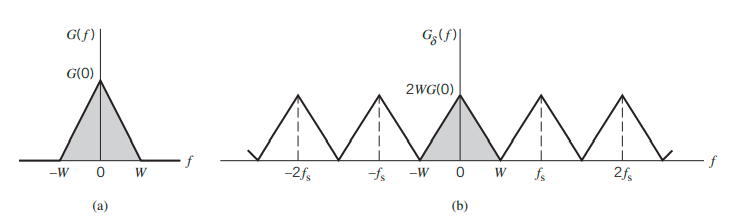 G(f)
G(0)
-W 0 W f
(a)
G_δ(f)
2WG(0)
-2f_s -f_s -W 0 W f_s 2f_s f
(b)